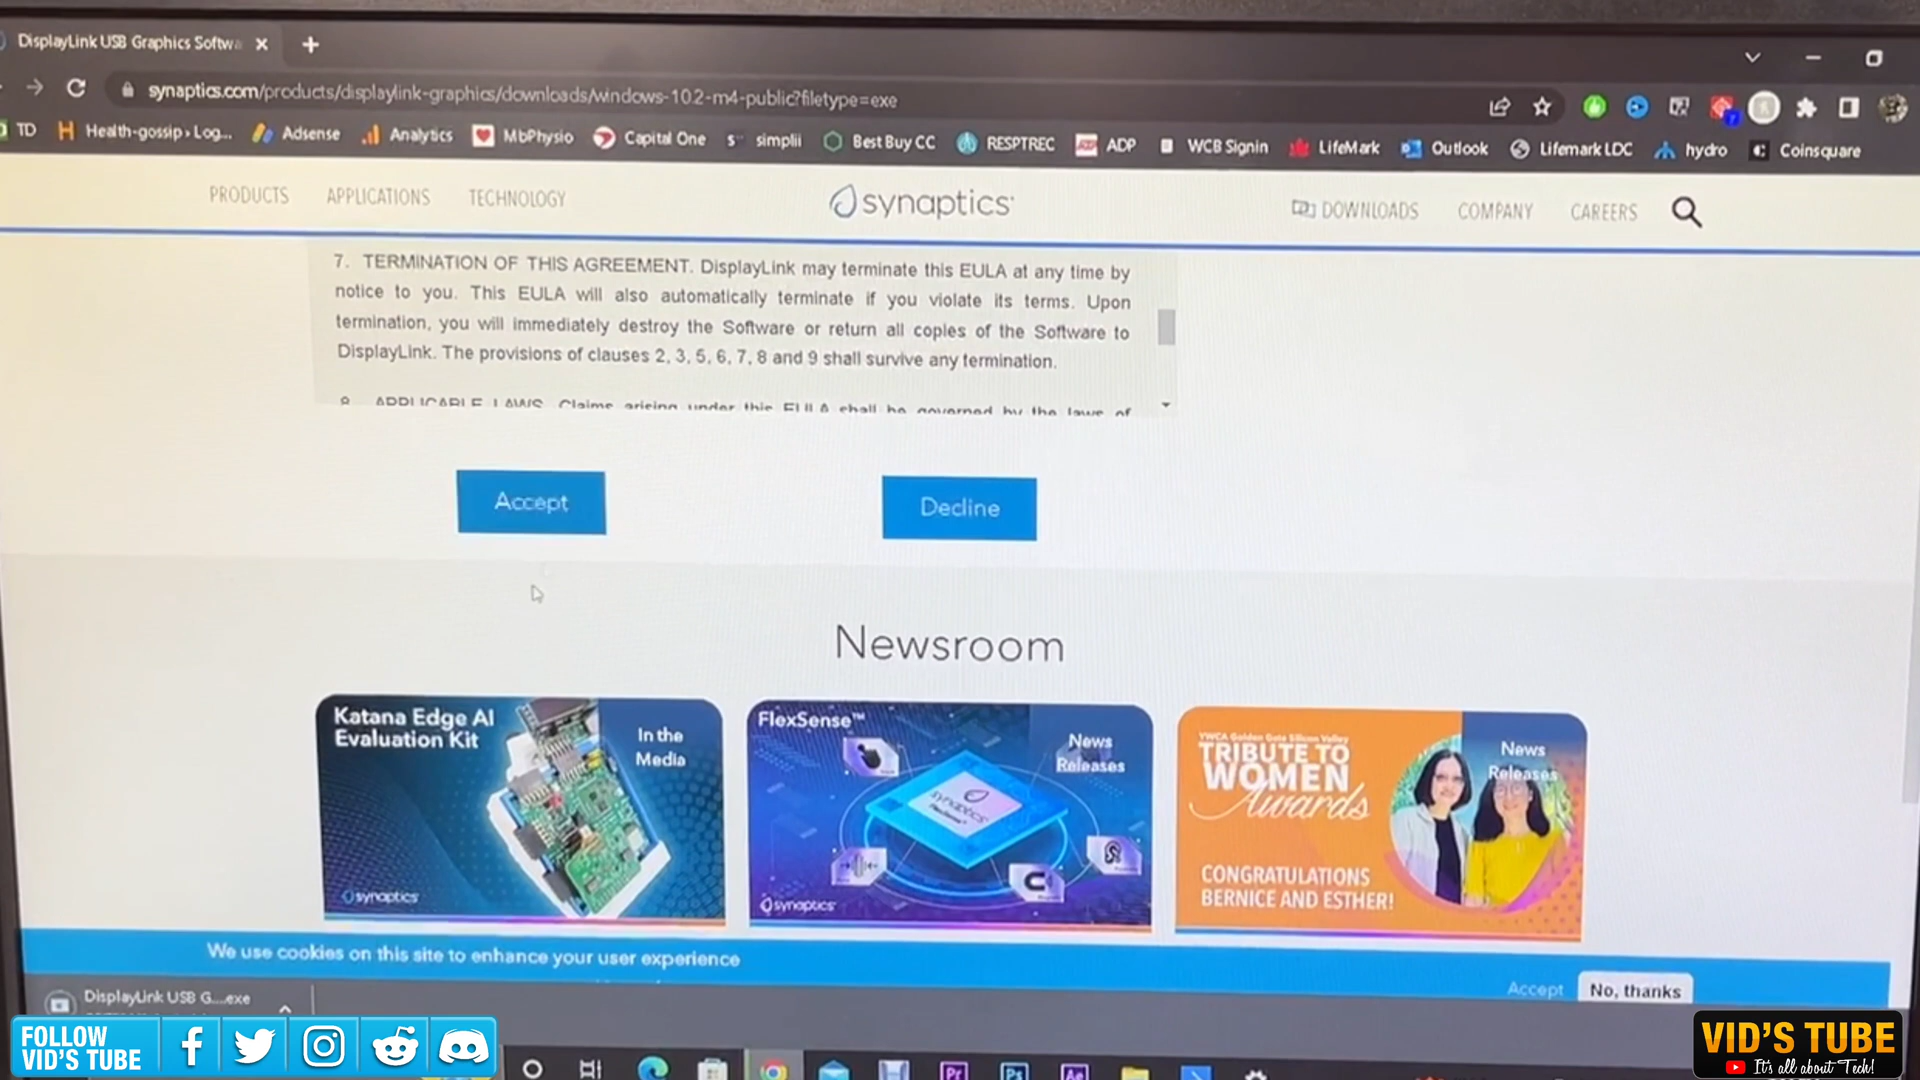 DisplayLink USB Graphics Softwa
synaptics.com/products/displaylink-graphics/downloads/windows-10.2-m4-public?filetype=exe
TD
Health-gossip › Log...
Adsense
Analytics
MbPhysio
Capital One
simplii
Best Buy CC
RESPTREC
ADP
WCB Signin
LifeMark
Outlook
Lifemark LDC
hydro
Coinsquare
PRODUCTS
APPLICATIONS
TECHNOLOGY
synaptics
DOWNLOADS
COMPANY
CAREERS
7. TERMINATION OF THIS AGREEMENT. DisplayLink may terminate this EULA at any time by
notice to you. This EULA will also automatically terminate if you violate its terms. Upon
termination, you will immediately destroy the Software or return all copies of the Software to
DisplayLink. The provisions of clauses 2, 3, 5, 6, 7, 8 and 9 shall survive any termination.
8. APPLICABLE LAWS. Claims arising under this EULA shall be governed by the laws of
Accept
Decline
Newsroom
Katana Edge AI
Evaluation Kit
In the
Media
synaptics
FlexSense™
News
Releases
synaptics
FlexSense
synaptics
YWCA Golden Gate Silicon Valley
TRIBUTE TO
WOMEN
Awards
News
Releases
CONGRATULATIONS
BERNICE AND ESTHER!
We use cookies on this site to enhance your user experience
Accept
No, thanks
DisplayLink USB G....exe
FOLLOW
VID'S TUBE
Pr
Ps
Ae
VID'S TUBE
It's all about Tech!